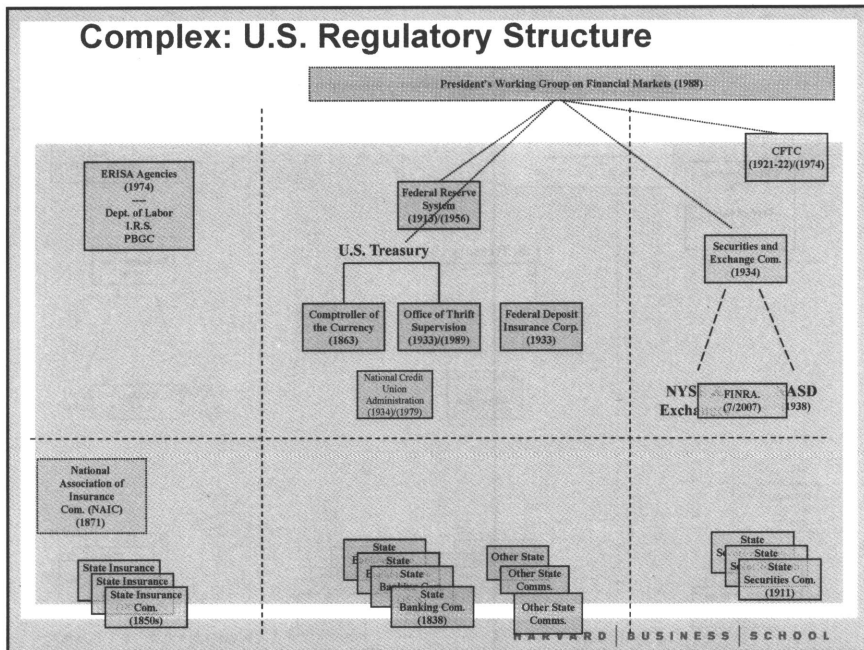 Complex: U.S. Regulatory Structure
President's Working Group on Financial Markets (1988)
CFTC
(1921-22)/(1974)
ERISA Agencies
(1974)
----
Dept. of Labor
I.R.S.
PBGC
Federal Reserve
System
(1913)/(1956)
U.S. Treasury
Securities and
Exchange Com.
(1934)
Comptroller of
the Currency
(1863)
Office of Thrift
Supervision
(1933)/(1989)
Federal Deposit
Insurance Corp.
(1933)
National Credit
Union
Administration
(1934)/(1979)
NYS
Excha
FINRA.
(7/2007)
ASD
1938)
National
Association of
Insurance
Com. (NAIC)
(1871)
State Insurance
State Insurance
State Insurance
Com.
(1850s)
State
State
State
State
Banking Com.
(1838)
Other State
Other State
Comms.
Other State
Comms.
State
State
State
Securities Com.
(1911)
HARVARD | BUSINESS | SCHOOL